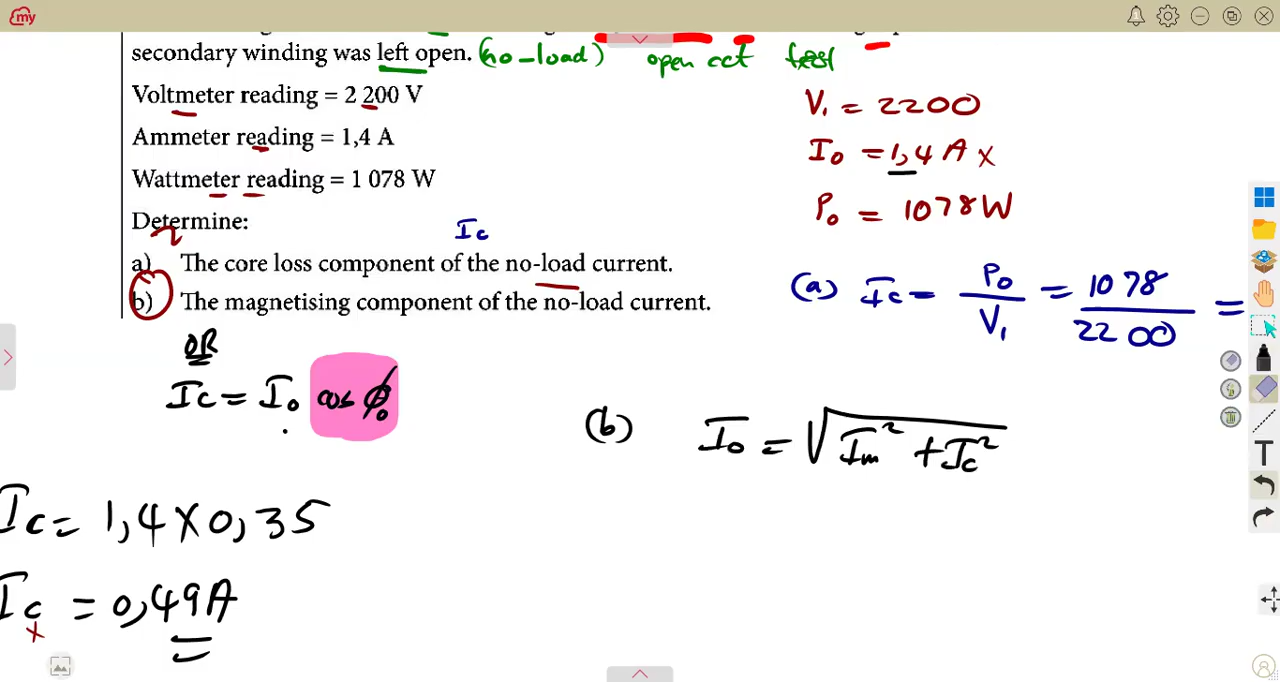 my
secondary winding was left open. (no-load) open cct test
Voltmeter reading = 2 200 V
Ammeter reading = 1,4 A
Wattmeter reading = 1 078 W
Determine:
Ic
a) The core loss component of the no-load current.
b) The magnetising component of the no-load current.
V₁ = 2200
I₀ = 1,4 A x
P₀ = 1078 W
(a) Ic = P₀/V₁ = 1078/2200 =
OR
Ic = I₀ cos ϕ₀
Ic = 1,4 X 0,35
Ic = 0,49A
x
(b) I₀ = √Im² + Ic²
T